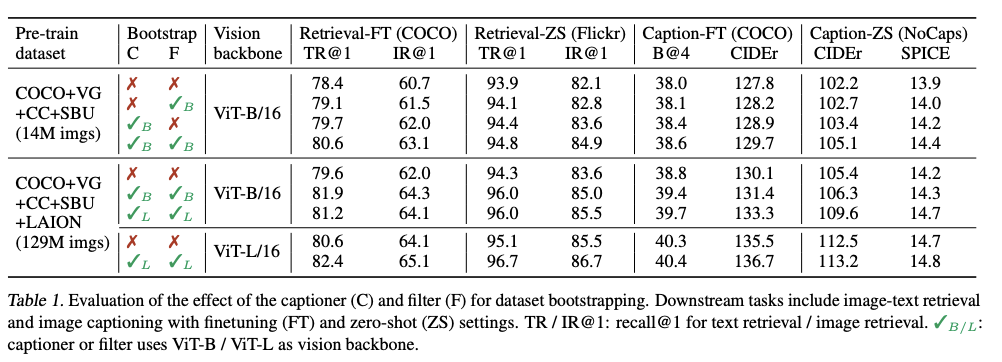 Pre-train dataset Bootstrap C F Vision backbone Retrieval-FT (COCO) TR@1 IR@1 Retrieval-ZS (Flickr) TR@1 IR@1 Caption-FT (COCO) B@4 CIDEr Caption-ZS (NoCaps) CIDEr SPICE
COCO+VG +CC+SBU (14M imgs) ✗ ✗ ViT-B/16 78.4 60.7 93.9 82.1 38.0 127.8 102.2 13.9
✗ ✓B 79.1 61.5 94.1 82.8 38.1 128.2 102.7 14.0
✓B ✗ 79.7 62.0 94.4 83.6 38.4 128.9 103.4 14.2
✓B ✓B 80.6 63.1 94.8 84.9 38.6 129.7 105.1 14.4
COCO+VG +CC+SBU +LAION (129M imgs) ✗ ✗ ViT-B/16 79.6 62.0 94.3 83.6 38.8 130.1 105.4 14.2
✓B ✓B 81.9 64.3 96.0 85.0 39.4 131.4 106.3 14.3
✓L ✓L 81.2 64.1 96.0 85.5 39.7 133.3 109.6 14.7
✗ ✗ ViT-L/16 80.6 64.1 95.1 85.5 40.3 135.5 112.5 14.7
✓L ✓L 82.4 65.1 96.7 86.7 40.4 136.7 113.2 14.8
Table 1. Evaluation of the effect of the captioner (C) and filter (F) for dataset bootstrapping. Downstream tasks include image-text retrieval
and image captioning with finetuning (FT) and zero-shot (ZS) settings. TR / IR@1: recall@1 for text retrieval / image retrieval. ✓B/L:
captioner or filter uses ViT-B / ViT-L as vision backbone.